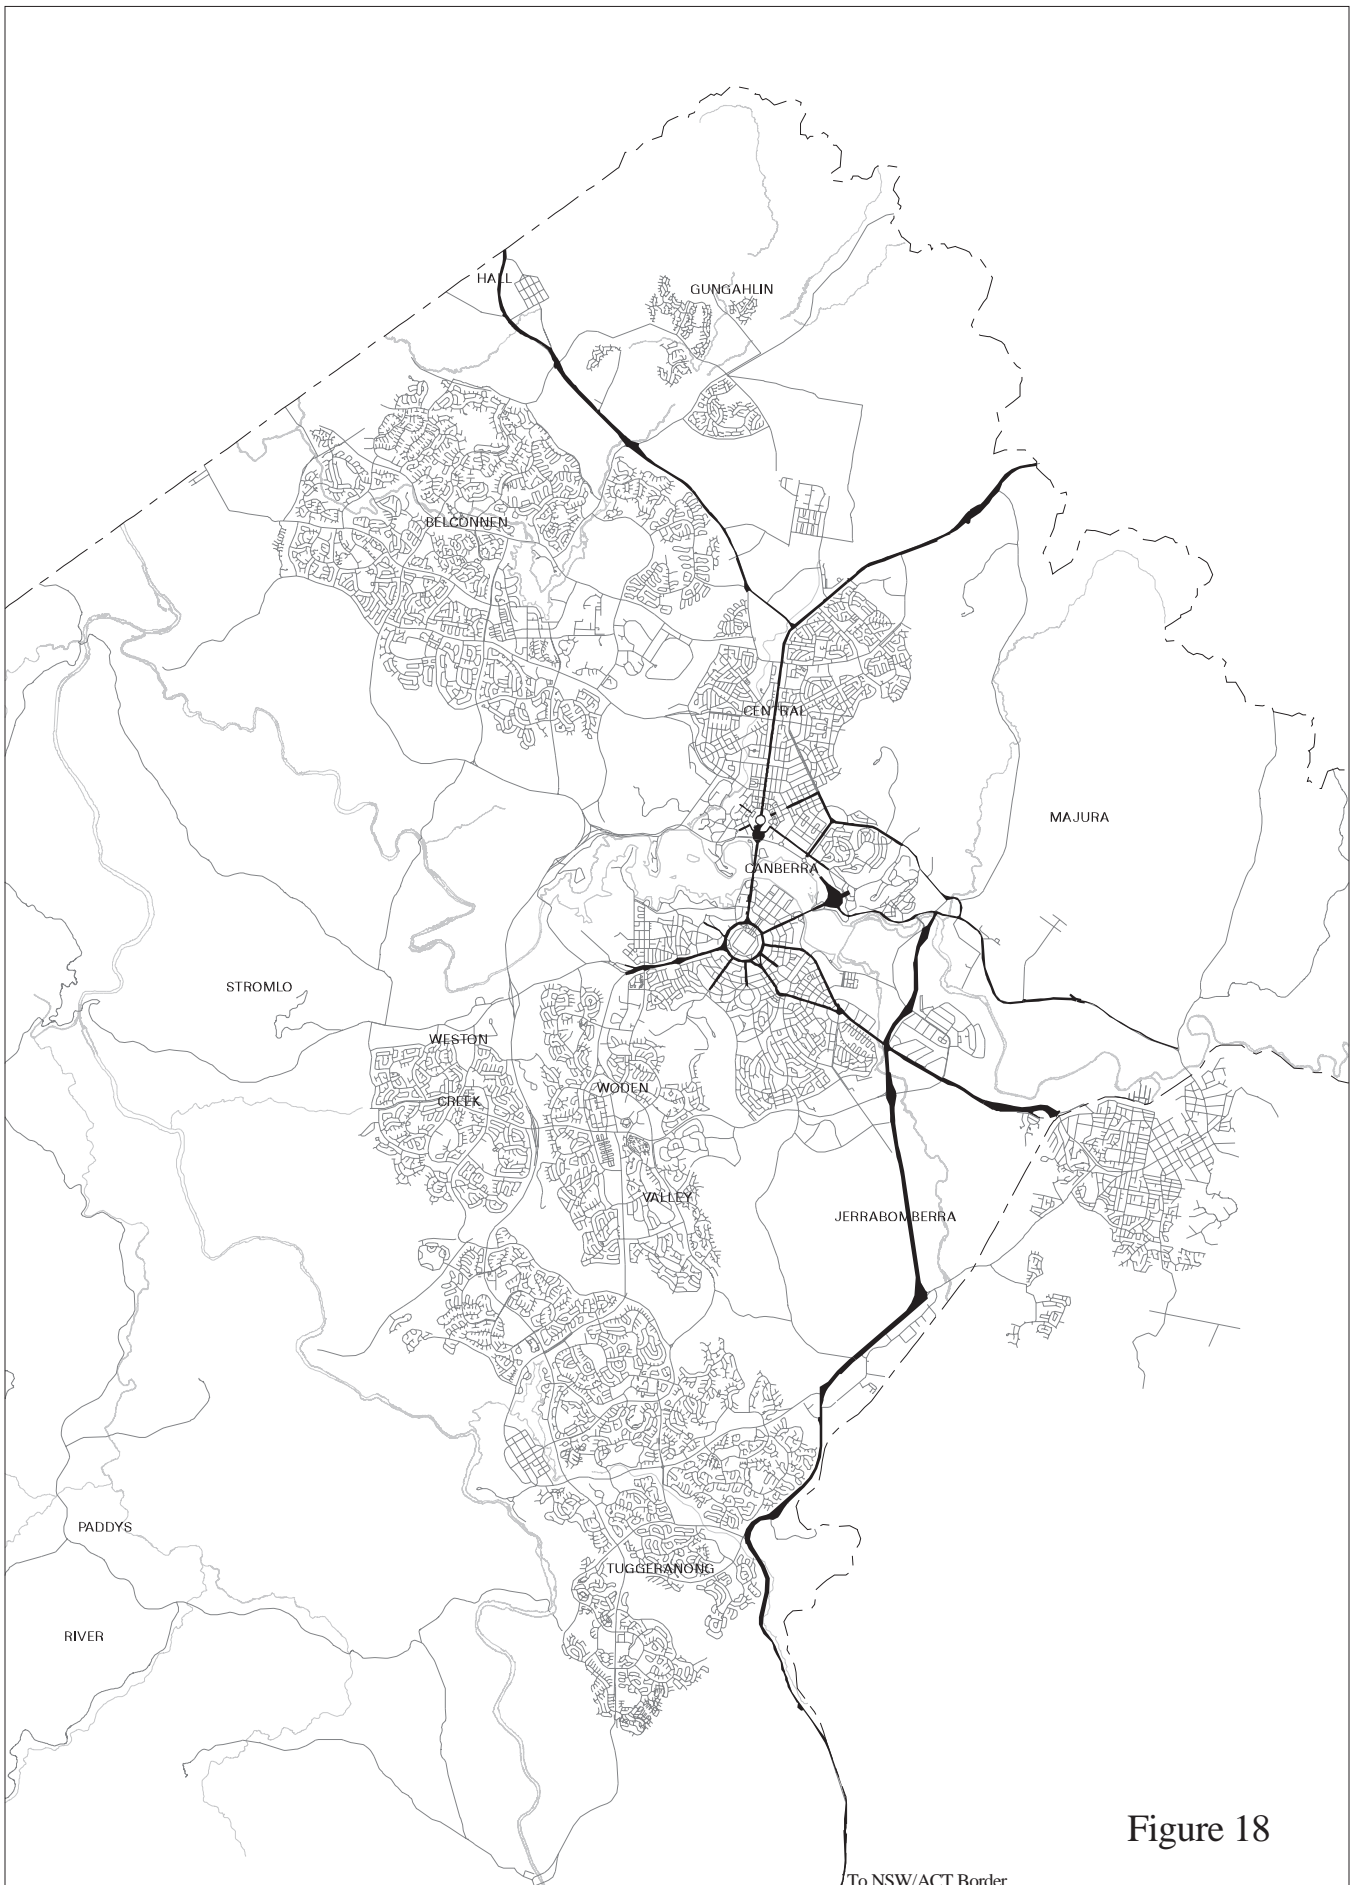 HALL
GUNGAHLIN
BELCONNEN
CENTRAL
MAJURA
CANBERRA
STROMLO
WESTON
CREEK
WODEN
VALLEY
JERRABOMBERRA
PADDYS
TUGGERANONG
RIVER
Figure 18
To NSW/ACT Border